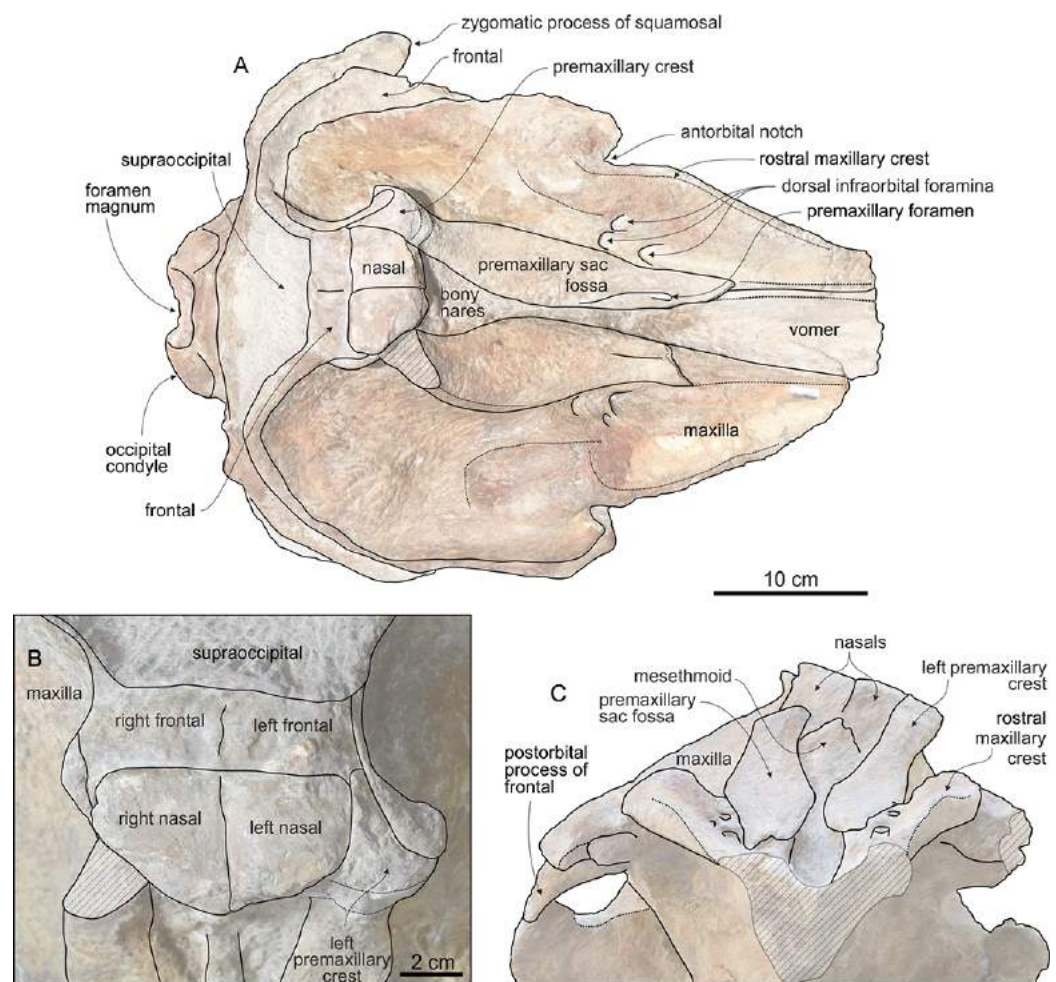 zygomatic process of squamosal
frontal
A
premaxillary crest
antorbital notch
supraoccipital
rostral maxillary crest
foramen
magnum
dorsal infraorbital foramina
premaxillary foramen
nasal
premaxillary sac
fossa
bony
nares
vomer
maxilla
occipital
condyle
frontal
10 cm
B
supraoccipital
maxilla
right frontal
left frontal
right nasal
left nasal
left
premaxillary
crest
2 cm
C
nasals
mesethmoid
left premaxillary
crest
premaxillary
sac fossa
rostral
maxillary
crest
maxilla
postorbital
process of
frontal